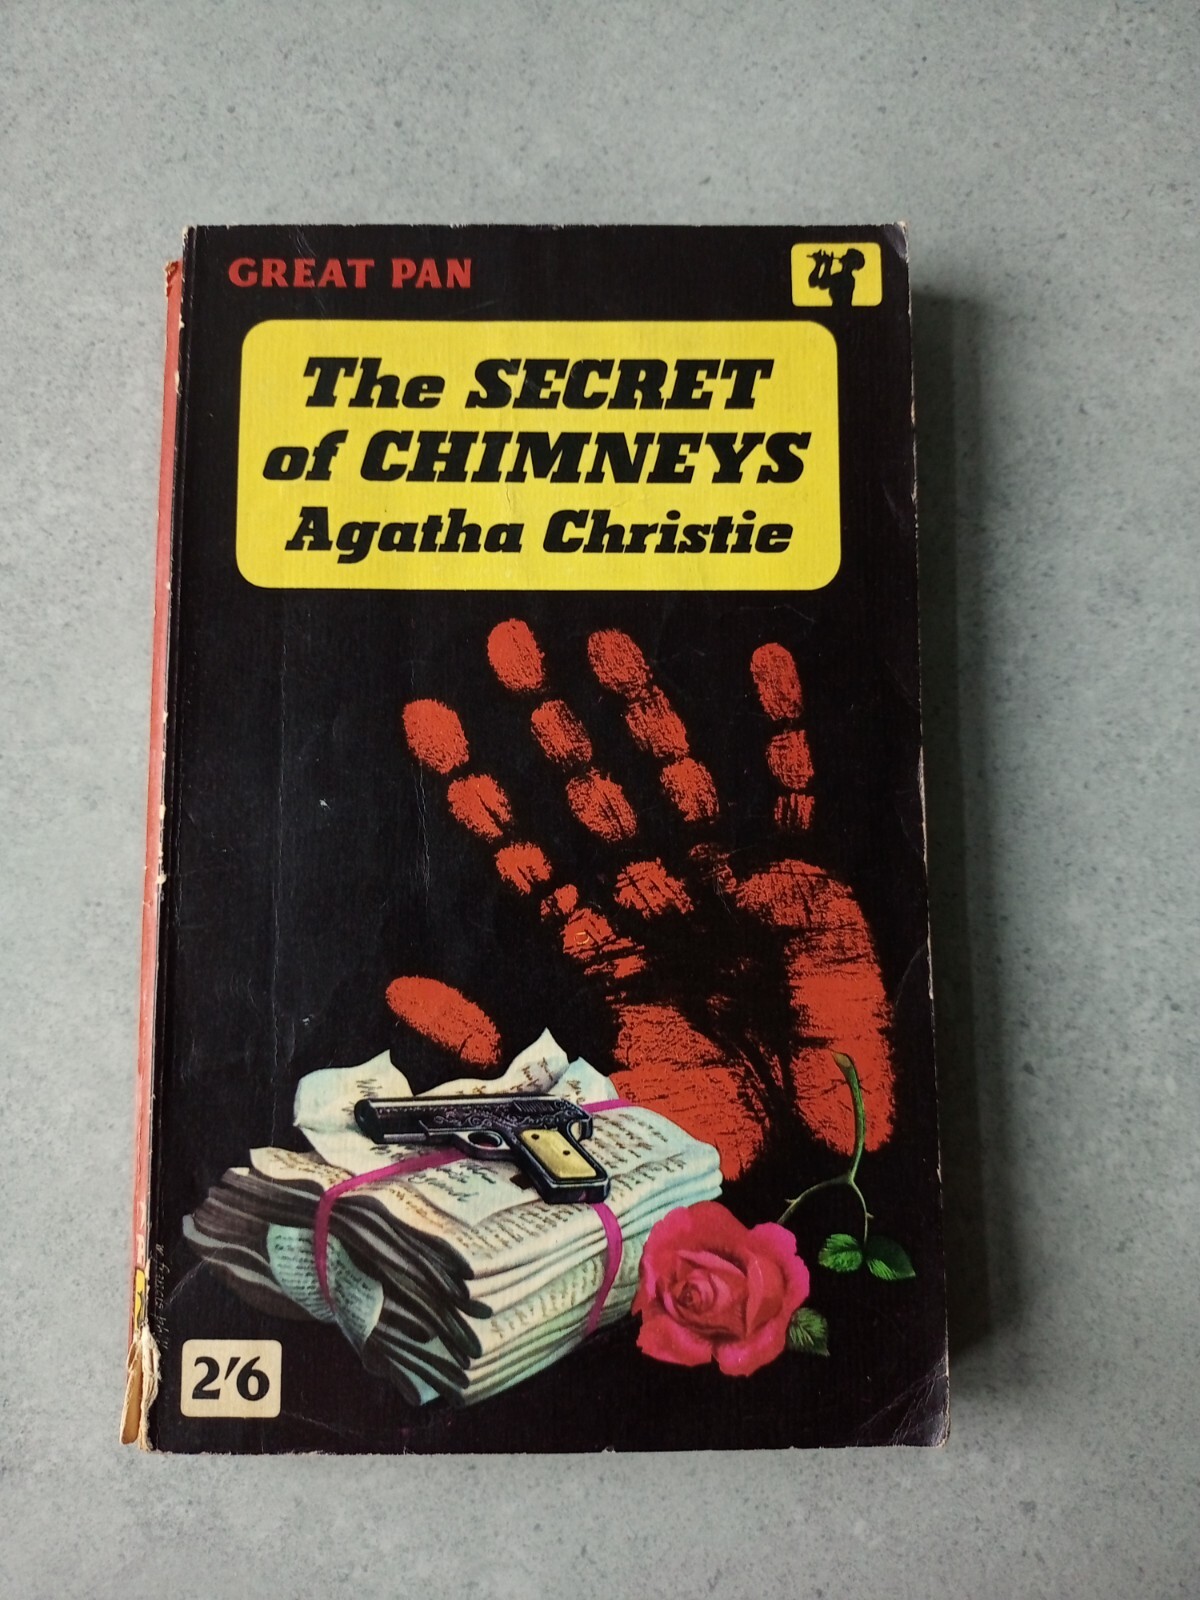 GREAT PAN
The SECRET
of CHIMNEYS
Agatha Christie
2'6